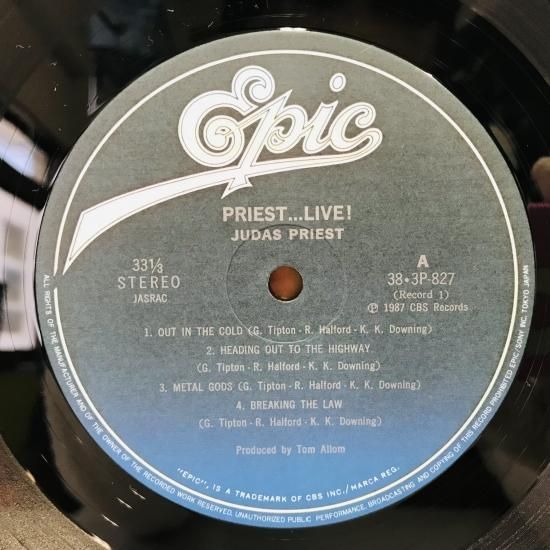 Epic
PRIEST...LIVE!
JUDAS PRIEST
33⅓
STEREO
JASRAC
A
38・3P-827
(Record 1)
Ⓟ 1987 CBS Records
1. OUT IN THE COLD (G. Tipton - R. Halford - K. K. Downing)
2. HEADING OUT TO THE HIGHWAY
(G. Tipton - R. Halford - K. K. Downing)
3. METAL GODS (G. Tipton - R. Halford - K. K. Downing)
4. BREAKING THE LAW
(G. Tipton - R. Halford - K. K. Downing)
Produced by Tom Allom
"EPIC", IS A TRADEMARK OF CBS INC./MARCA REG.
ALL RIGHTS OF THE MANUFACTURER AND OF THE OWNER OF THE RECORDED WORK RESERVED. UNAUTHORIZED PUBLIC PERFORMANCE, BROADCASTING AND COPYING OF THIS RECORD PROHIBITED EPIC/SONY INC. TOKYO JAPAN